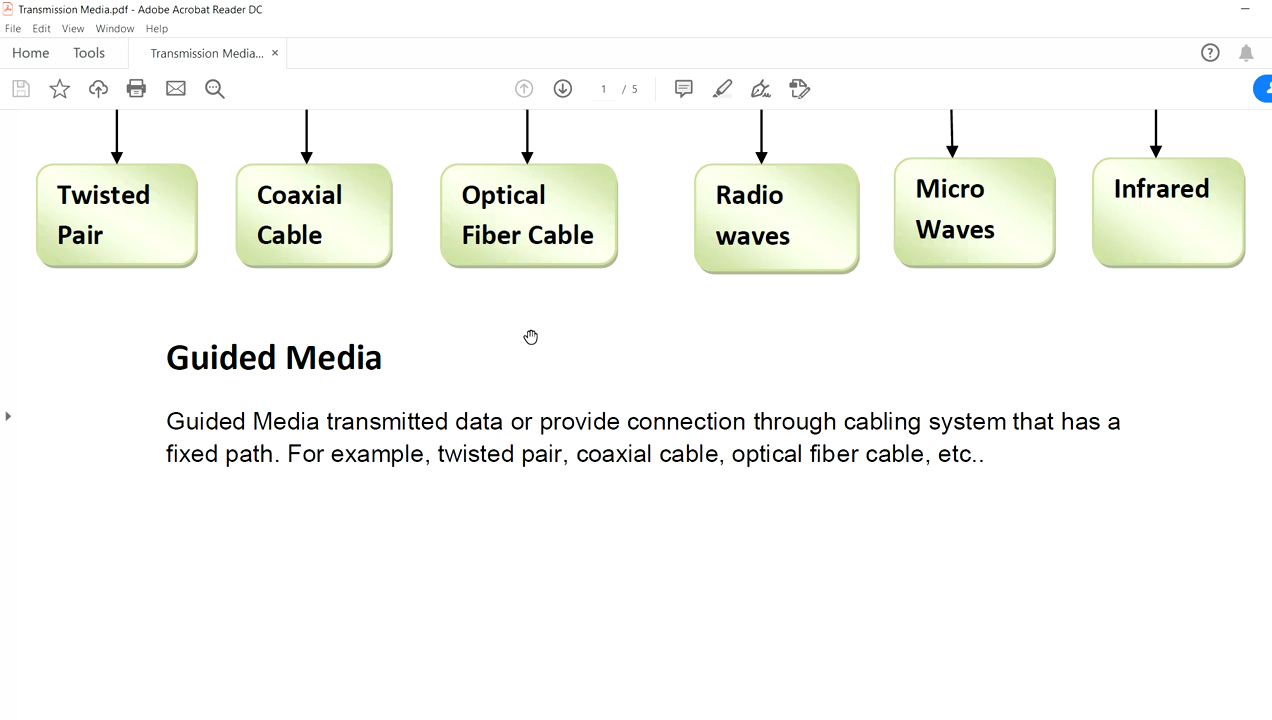 Transmission Media.pdf - Adobe Acrobat Reader DC
File Edit View Window Help
Home Tools Transmission Media... ×
1 / 5
Twisted
Pair
Coaxial
Cable
Optical
Fiber Cable
Radio
waves
Micro
Waves
Infrared
Guided Media
Guided Media transmitted data or provide connection through cabling system that has a
fixed path. For example, twisted pair, coaxial cable, optical fiber cable, etc..